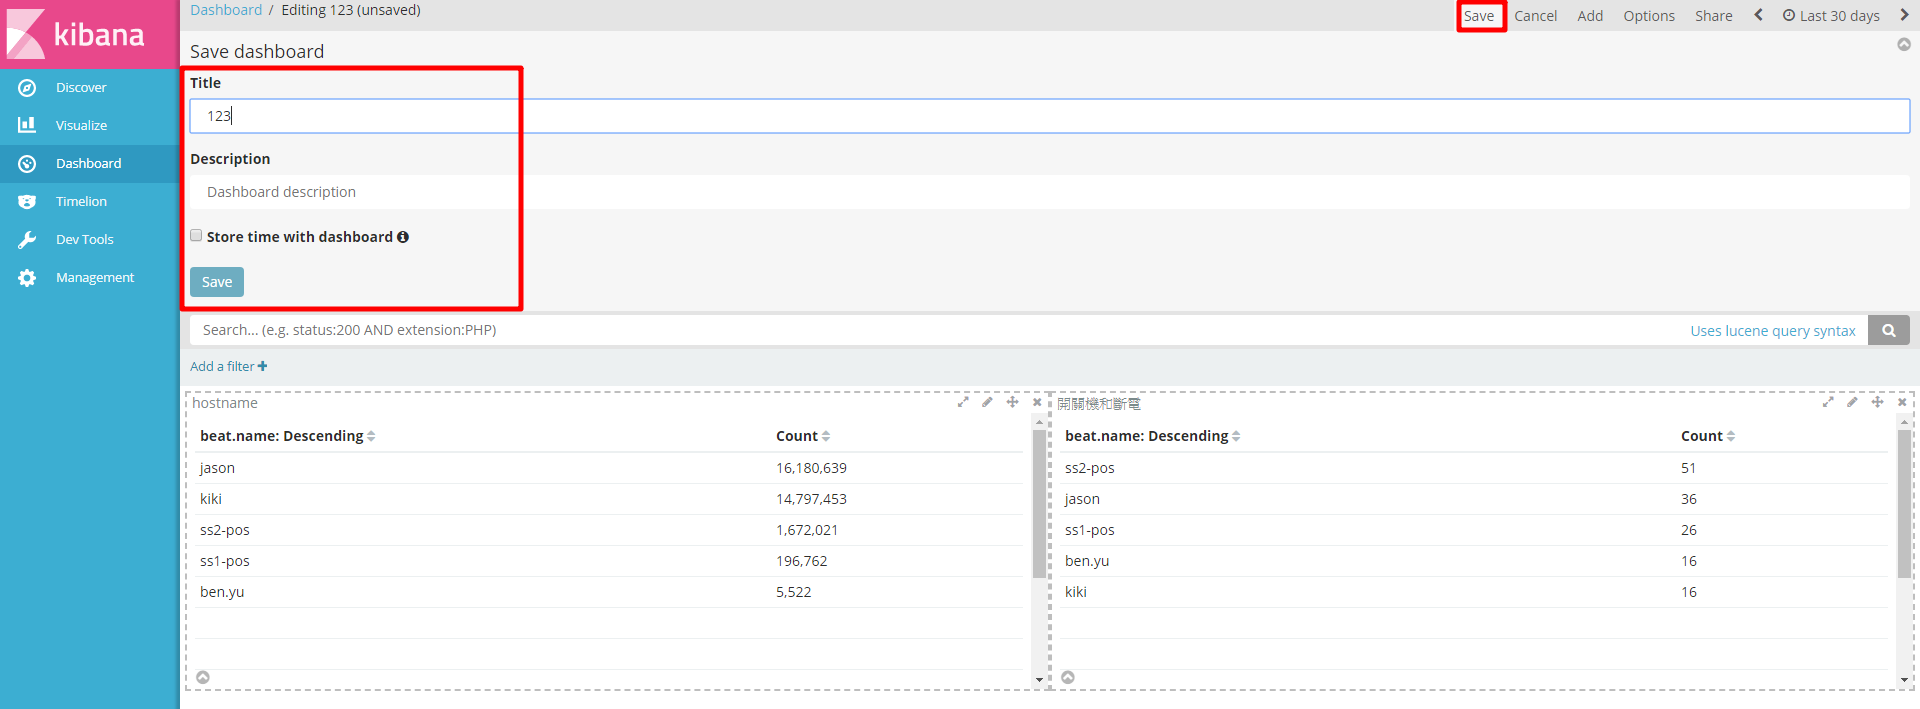 kibana
Discover
Visualize
Dashboard
Timelion
Dev Tools
Management
Dashboard / Editing 123 (unsaved)
Save Cancel Add Options Share Last 30 days
Save dashboard
Title
123
Description
Dashboard description
Store time with dashboard
Save
Search... (e.g. status:200 AND extension:PHP) Uses lucene query syntax
Add a filter
hostname
beat.name: Descending Count
jason 16,180,639
kiki 14,797,453
ss2-pos 1,672,021
ss1-pos 196,762
ben.yu 5,522
開關機和斷電
beat.name: Descending Count
ss2-pos 51
jason 36
ss1-pos 26
ben.yu 16
kiki 16